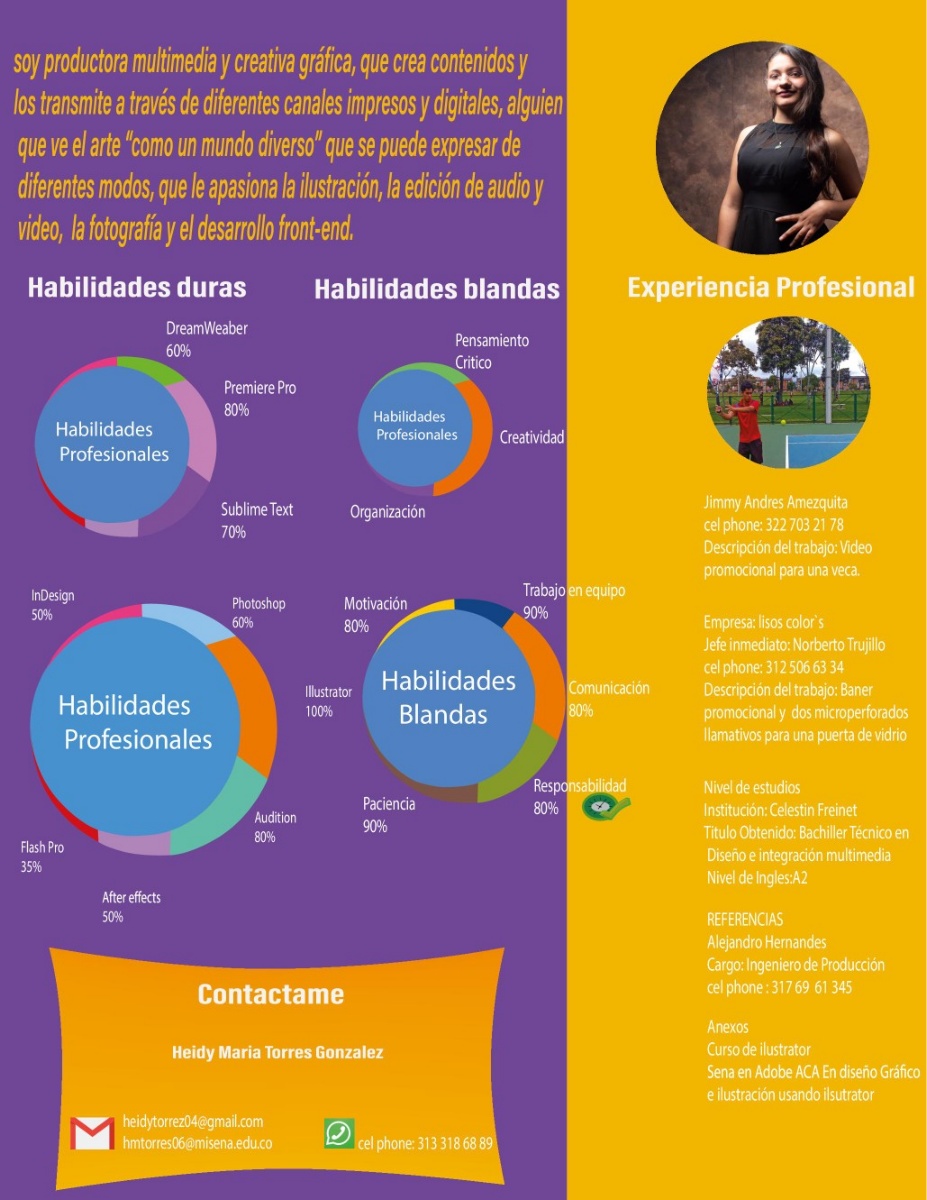 soy productora multimedia y creativa gráfica, que crea contenidos y
los transmite a través de diferentes canales impresos y digitales, alguien
que ve el arte "como un mundo diverso" que se puede expresar de
diferentes modos, que le apasiona la ilustración, la edición de audio y
video, la fotografía y el desarrollo front-end.
Habilidades duras
DreamWeaber
60%
Premiere Pro
80%
Habilidades
Profesionales
Sublime Text
70%
InDesign
50%
Photoshop
60%
Habilidades
Profesionales
Audition
80%
Flash Pro
35%
After effects
50%
Habilidades blandas
Pensamiento
Critico
Habilidades
Profesionales
Creatividad
Organización
Trabajo en equipo
90%
Motivación
80%
Illustrator
100%
Habilidades
Blandas
Comunicación
80%
Responsabilidad
80%
Paciencia
90%
Contactame
Heidy Maria Torres Gonzalez
heidytorrez04@gmail.com
hmtorres06@misena.edu.co
cel phone: 313 318 68 89
Experiencia Profesional
Jimmy Andres Amezquita
cel phone: 322 703 21 78
Descripción del trabajo: Video
promocional para una veca.
Empresa: lisos color`s
Jefe inmediato: Norberto Trujillo
cel phone: 312 506 63 34
Descripción del trabajo: Baner
promocional y dos microperforados
llamativos para una puerta de vidrio
Nivel de estudios
Institución: Celestin Freinet
Titulo Obtenido: Bachiller Técnico en
Diseño e integración multimedia
Nivel de Ingles:A2
REFERENCIAS
Alejandro Hernandes
Cargo: Ingeniero de Producción
cel phone : 317 69 61 345
Anexos
Curso de ilustrator
Sena en Adobe ACA En diseño Gráfico
e ilustración usando ilsutrator